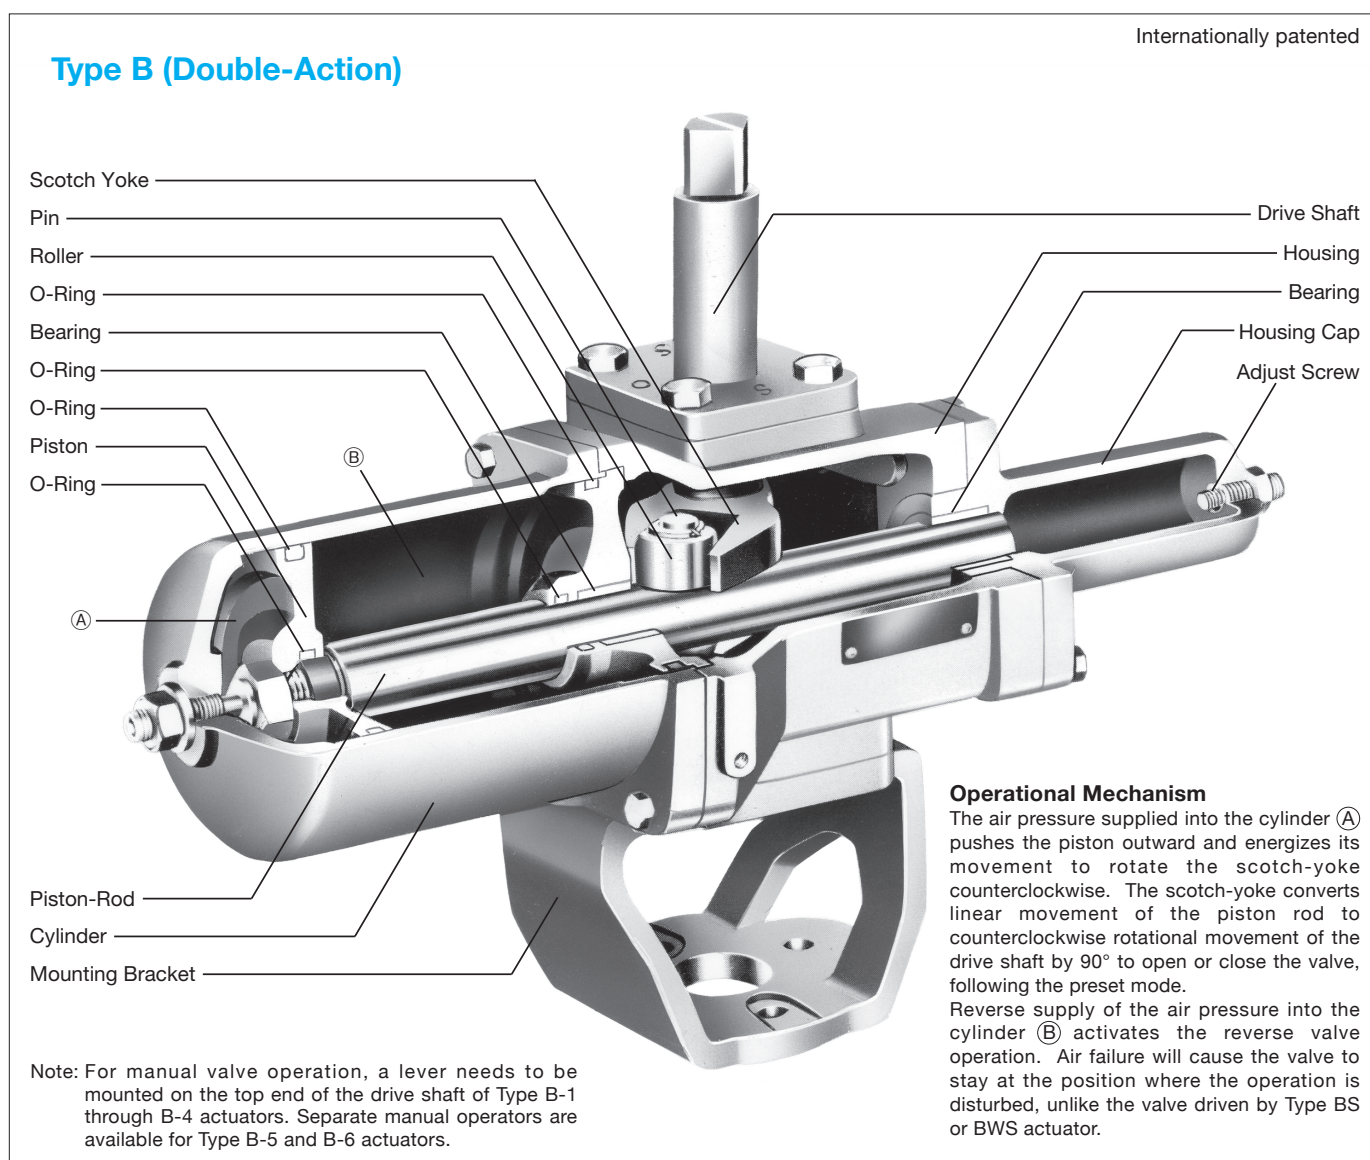 Internationally patented
Type B (Double-Action)
Scotch Yoke
Pin
Roller
O-Ring
Bearing
O-Ring
O-Ring
Piston
O-Ring
Ⓑ
Ⓐ
S
O
S
Drive Shaft
Housing
Bearing
Housing Cap
Adjust Screw
Piston-Rod
Cylinder
Mounting Bracket
Operational Mechanism
The air pressure supplied into the cylinder Ⓐ
pushes the piston outward and energizes its
movement to rotate the scotch-yoke
counterclockwise. The scotch-yoke converts
linear movement of the piston rod to
counterclockwise rotational movement of the
drive shaft by 90° to open or close the valve,
following the preset mode.
Reverse supply of the air pressure into the
cylinder Ⓑ activates the reverse valve
operation. Air failure will cause the valve to
stay at the position where the operation is
disturbed, unlike the valve driven by Type BS
or BWS actuator.
Note: For manual valve operation, a lever needs to be
mounted on the top end of the drive shaft of Type B-1
through B-4 actuators. Separate manual operators are
available for Type B-5 and B-6 actuators.